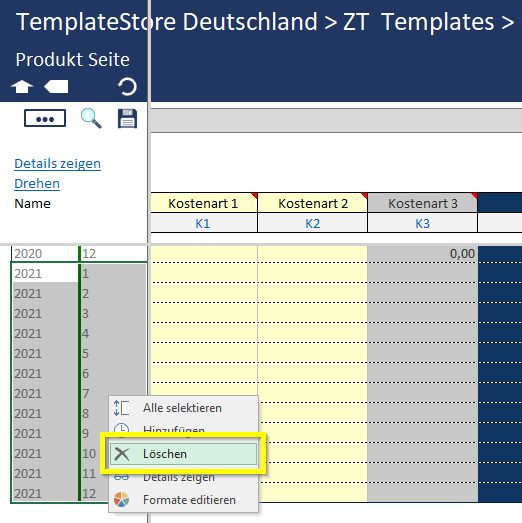 TemplateStore Deutschland > ZT Templates >
Produkt Seite
Details zeigen
Drehen
Name
Kostenart 1 Kostenart 2 Kostenart 3
K1 K2 K3
2020 12 0,00
2021 1
2021 2
2021 3
2021 4
2021 5
2021 6
2021 7
2021 8
2021 9
2021 10
2021 11
2021 12
Alle selektieren
Hinzufügen
Löschen
Details zeigen
Formate editieren